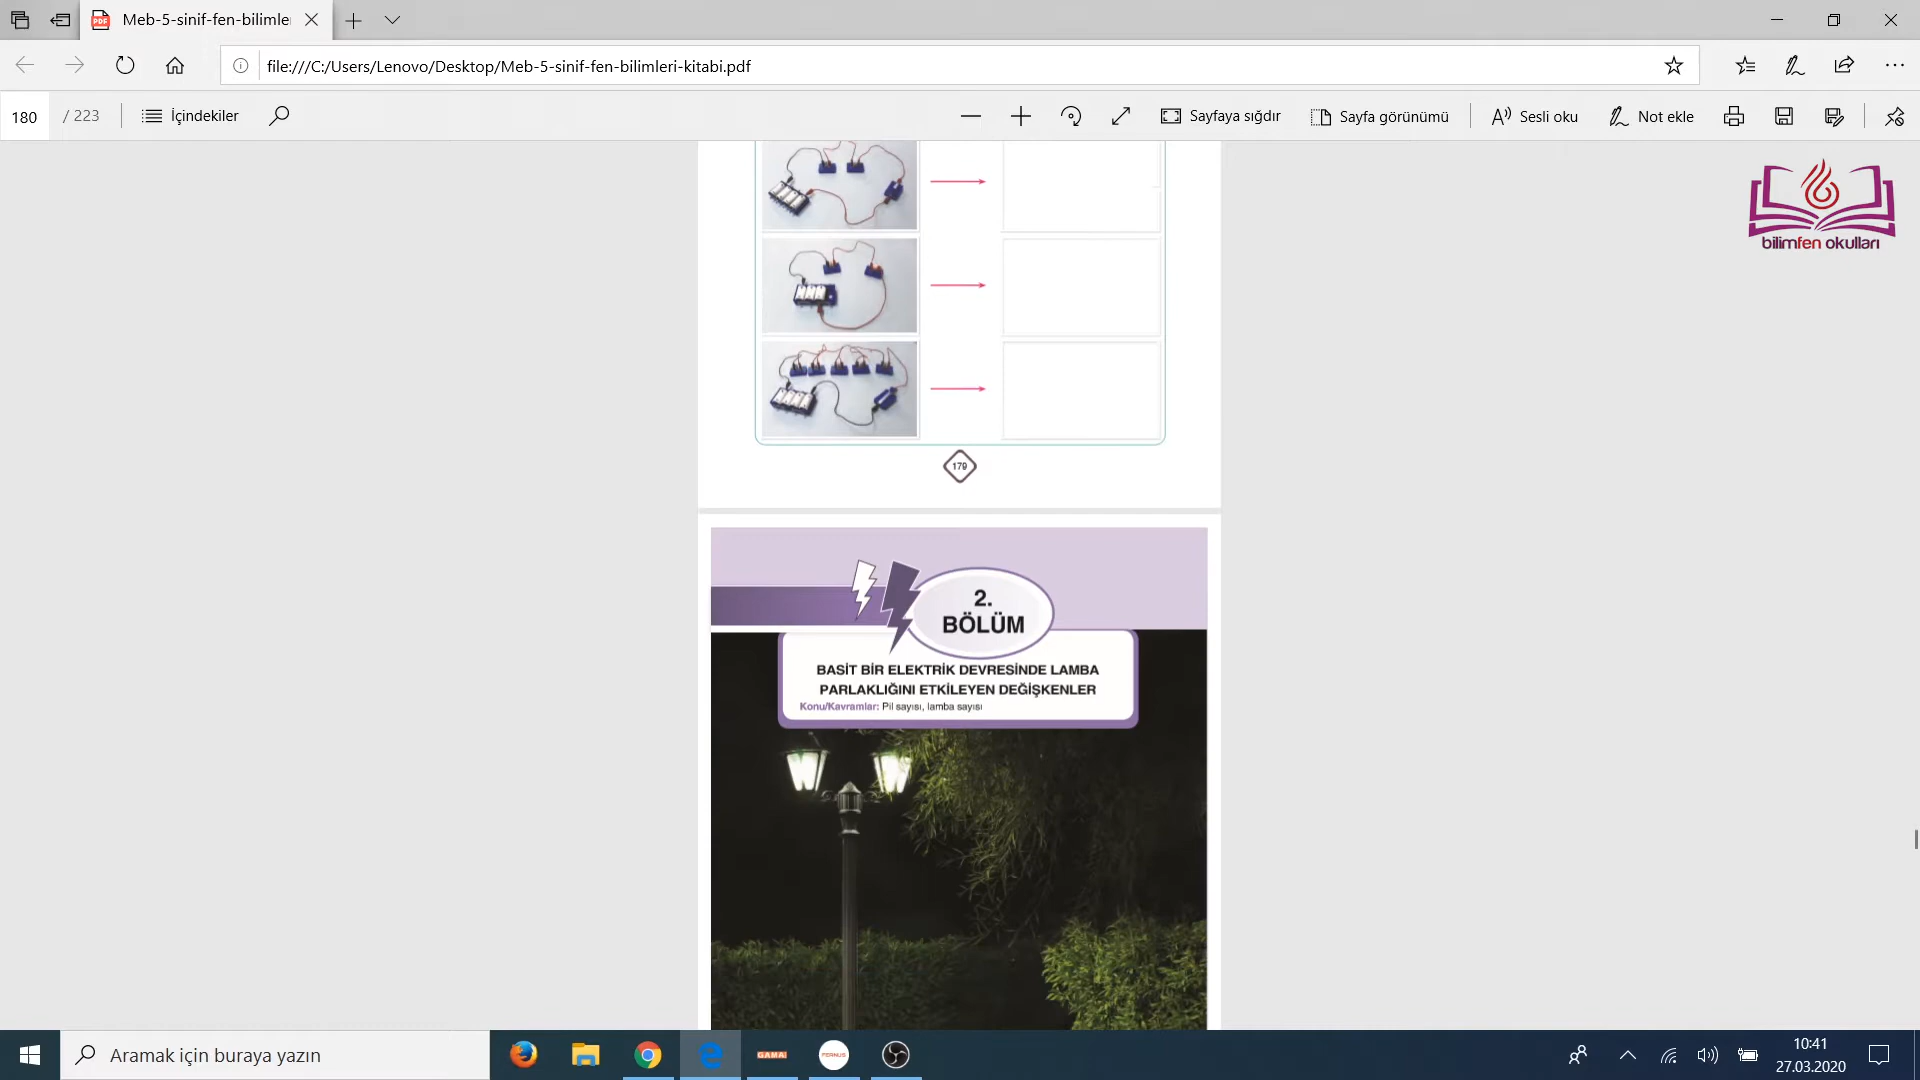 Meb-5-sinif-fen-bilimle
file:///C:/Users/Lenovo/Desktop/Meb-5-sinif-fen-bilimleri-kitabi.pdf
180 / 223 İçindekiler Sayfaya sığdır Sayfa görünümü Sesli oku Not ekle
bilimfen okulları
179
2.
BÖLÜM
BASİT BİR ELEKTRİK DEVRESİNDE LAMBA
PARLAKLIĞINI ETKİLEYEN DEĞİŞKENLER
Konu/Kavramlar: Pil sayısı, lamba sayısı
Aramak için buraya yazın
GAMA
FERNUS
10:41
27.03.2020